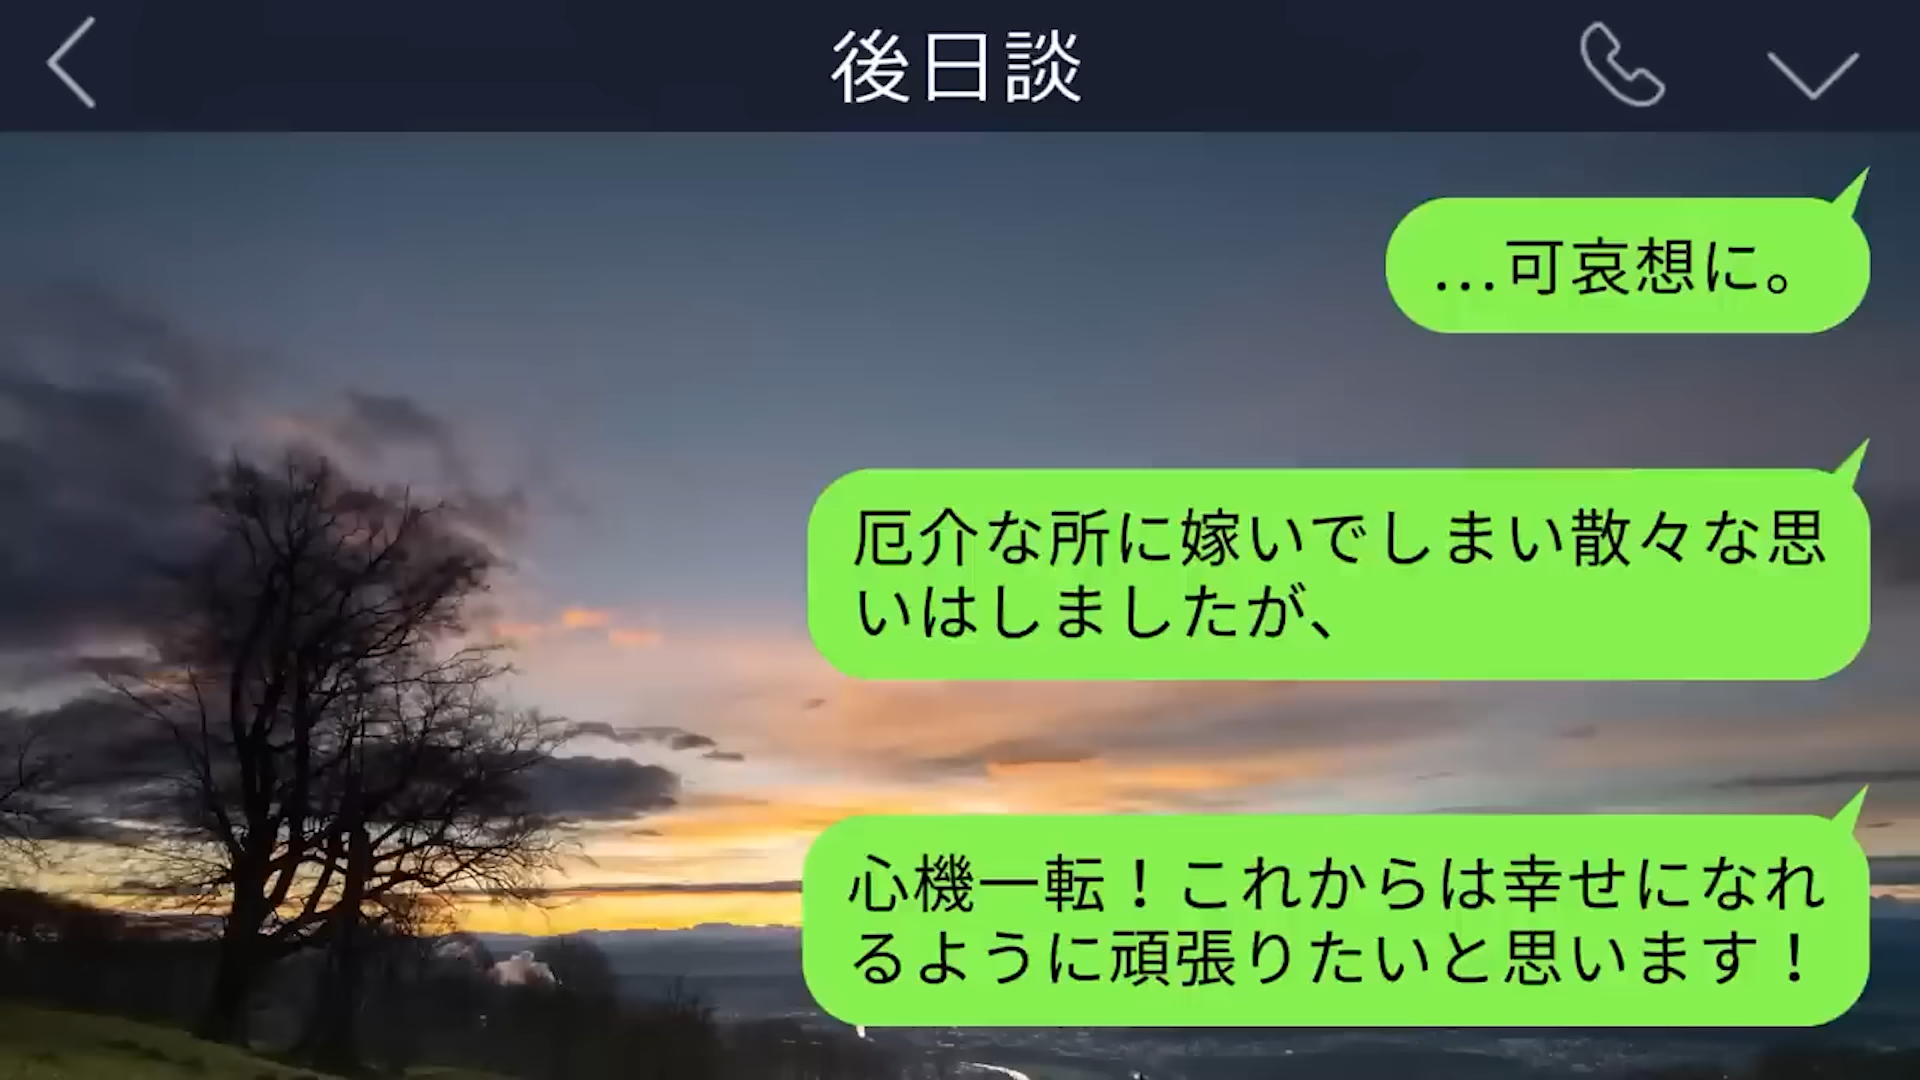 後日談
…可哀想に。
厄介な所に嫁いでしまい散々な思
いはしましたが、
心機一転！これからは幸せになれ
るように頑張りたいと思います！